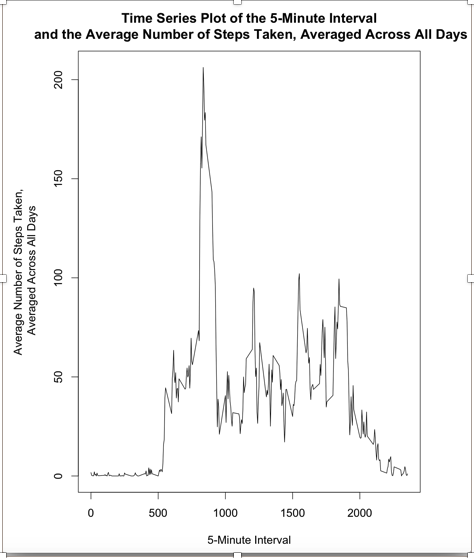 Time Series Plot of the 5-Minute Interval
and the Average Number of Steps Taken, Averaged Across All Days
Average Number of Steps Taken,
Averaged Across All Days
200
150
100
50
0
0 500 1000 1500 2000
5-Minute Interval